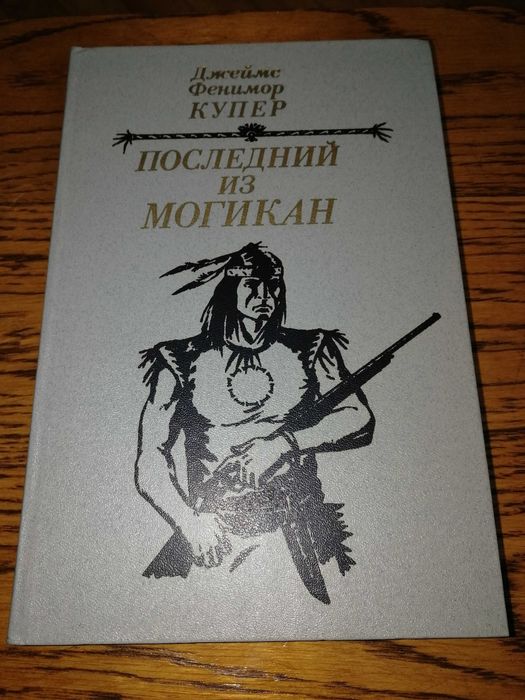 Джеймс
Фенимор
КУПЕР
ПОСЛЕДНИЙ
ИЗ
МОГИКАН